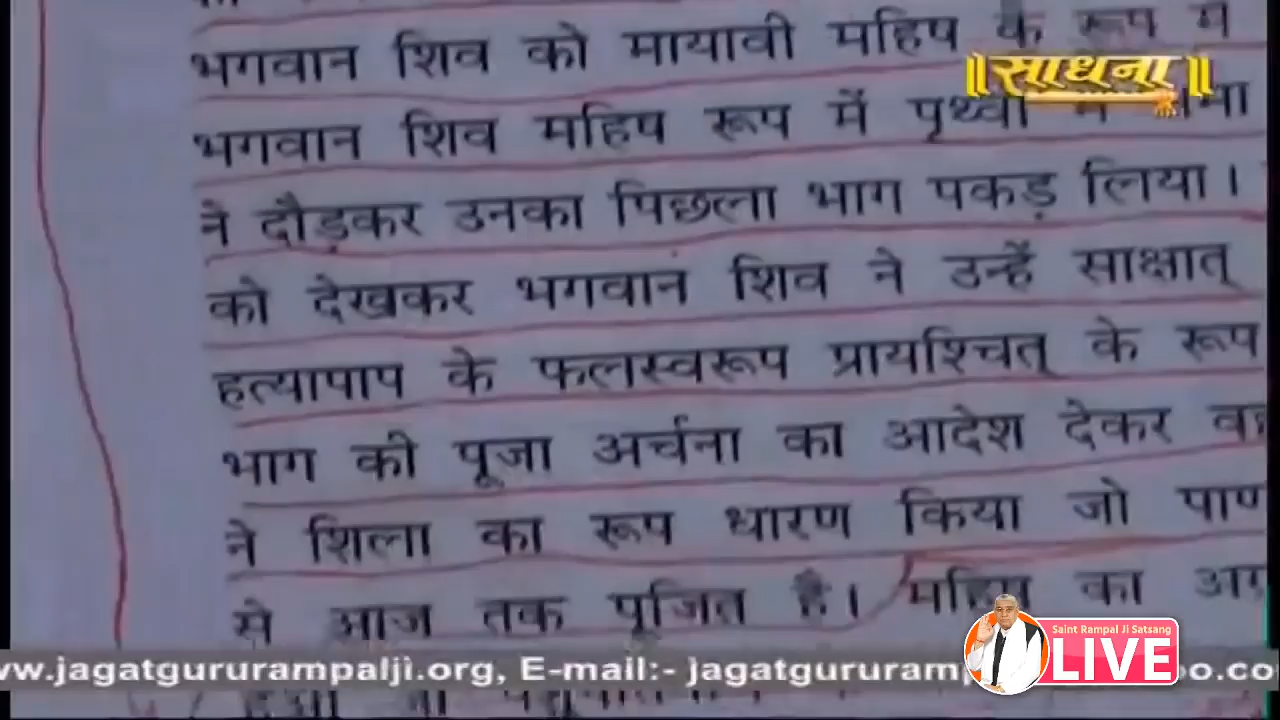 भगवान शिव को मायावी महिष के रूप में
॥साधना॥
भगवान शिव महिष रूप में पृथ्वी में
ने दौड़कर उनका पिछला भाग पकड़ लिया।
को देखकर भगवान शिव ने उन्हें साक्षात्
हत्यापाप के फलस्वरूप प्रायश्चित् के रूप
भाग की पूजा अर्चना का आदेश देकर
ने शिला का रूप धारण किया जो
से आज तक पूजित है। महिष का
Saint Rampal Ji Satsang
LIVE
w.jagatgururampalji.org, E-mail:- jagatgururamp